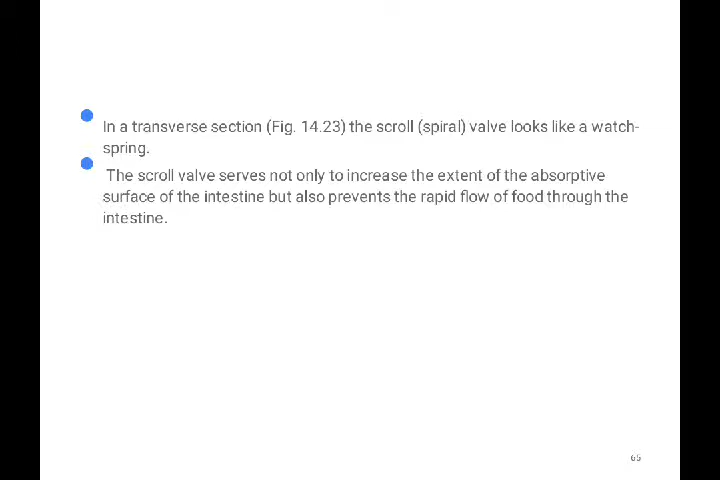 In a transverse section (Fig. 14.23) the scroll (spiral) valve looks like a watch-
spring.
The scroll valve serves not only to increase the extent of the absorptive
surface of the intestine but also prevents the rapid flow of food through the
intestine.
65